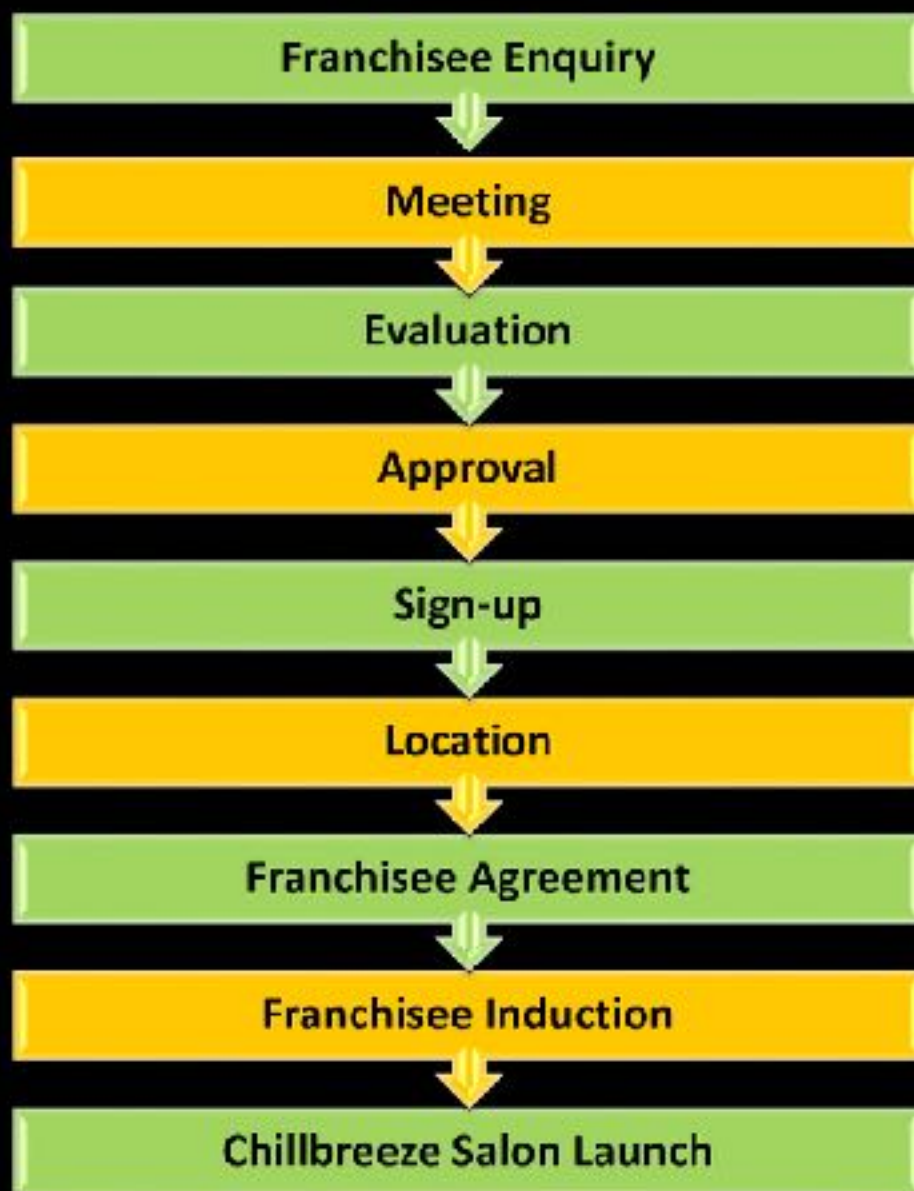 Franchisee Enquiry
Meeting
Evaluation
Approval
Sign-up
Location
Franchisee Agreement
Franchisee Induction
Chillbreeze Salon Launch